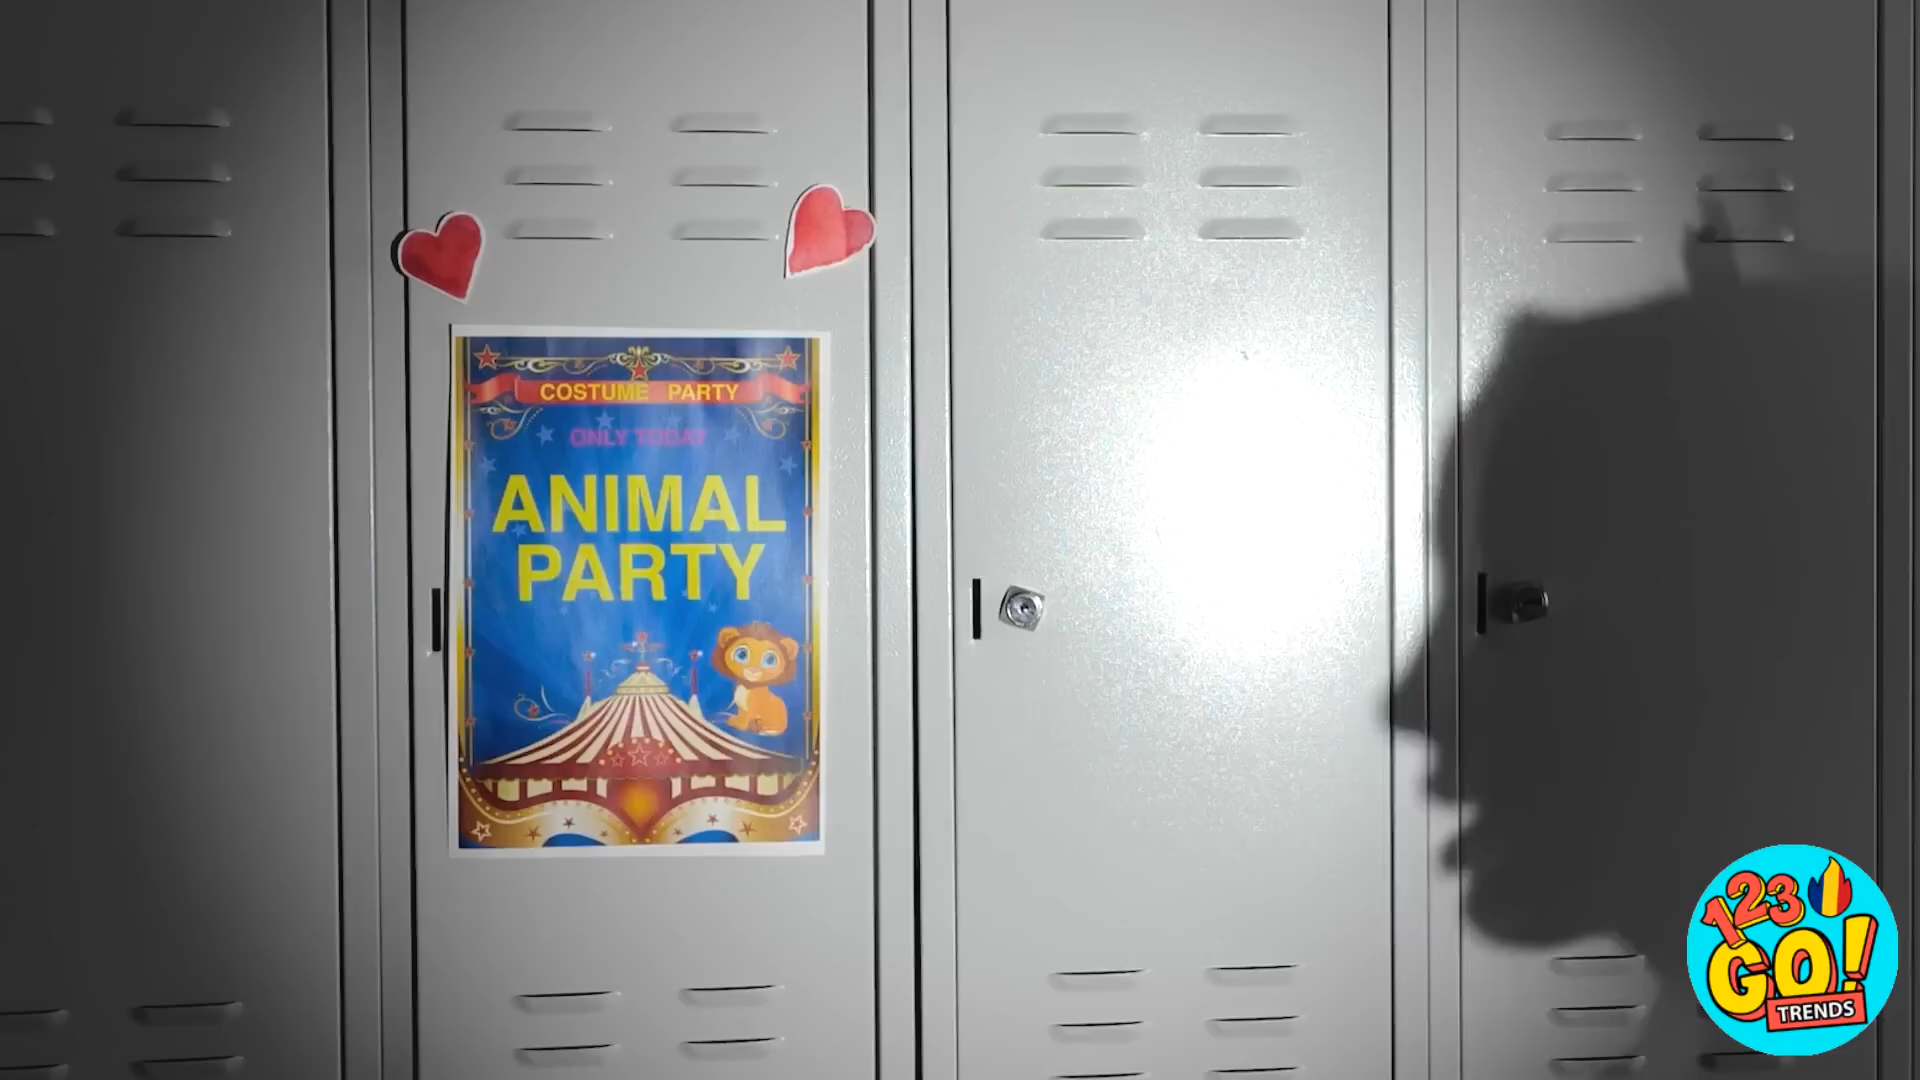 COSTUME PARTY
ONLY TODAY
ANIMAL
PARTY
123
GO!
TRENDS